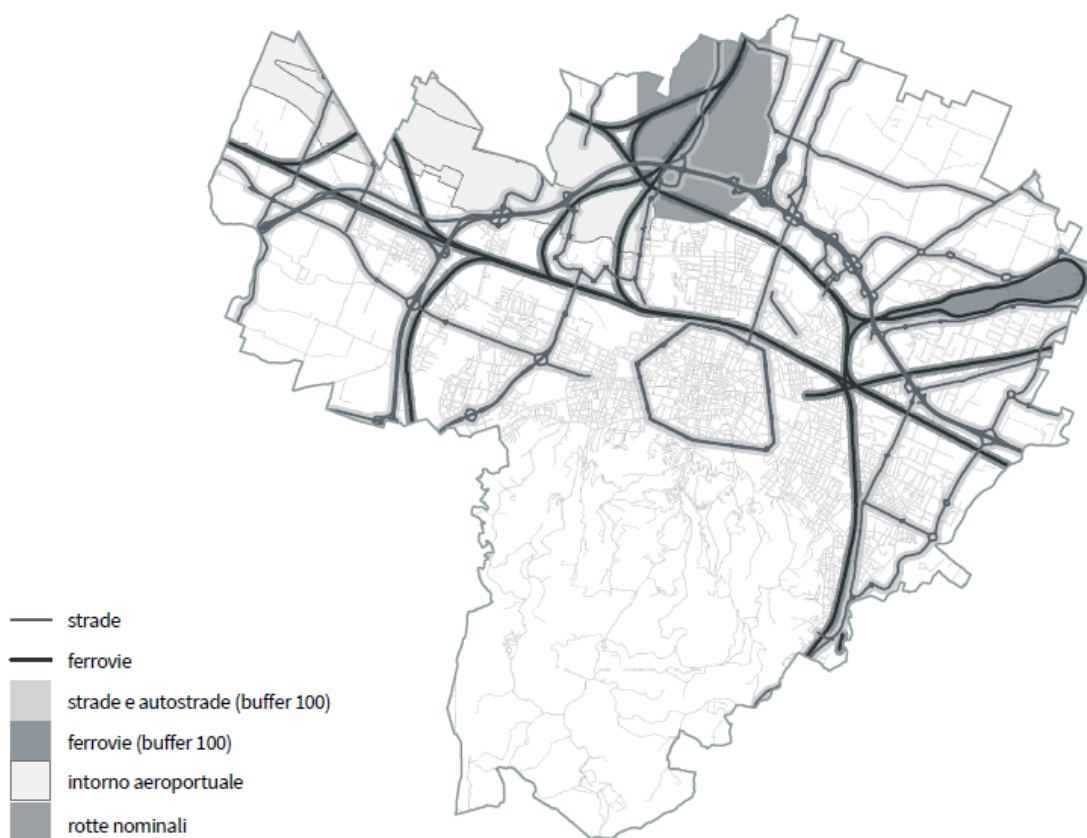 strade
ferrovie
strade e autostrade (buffer 100)
ferrovie (buffer 100)
intorno aeroportuale
rotte nominali